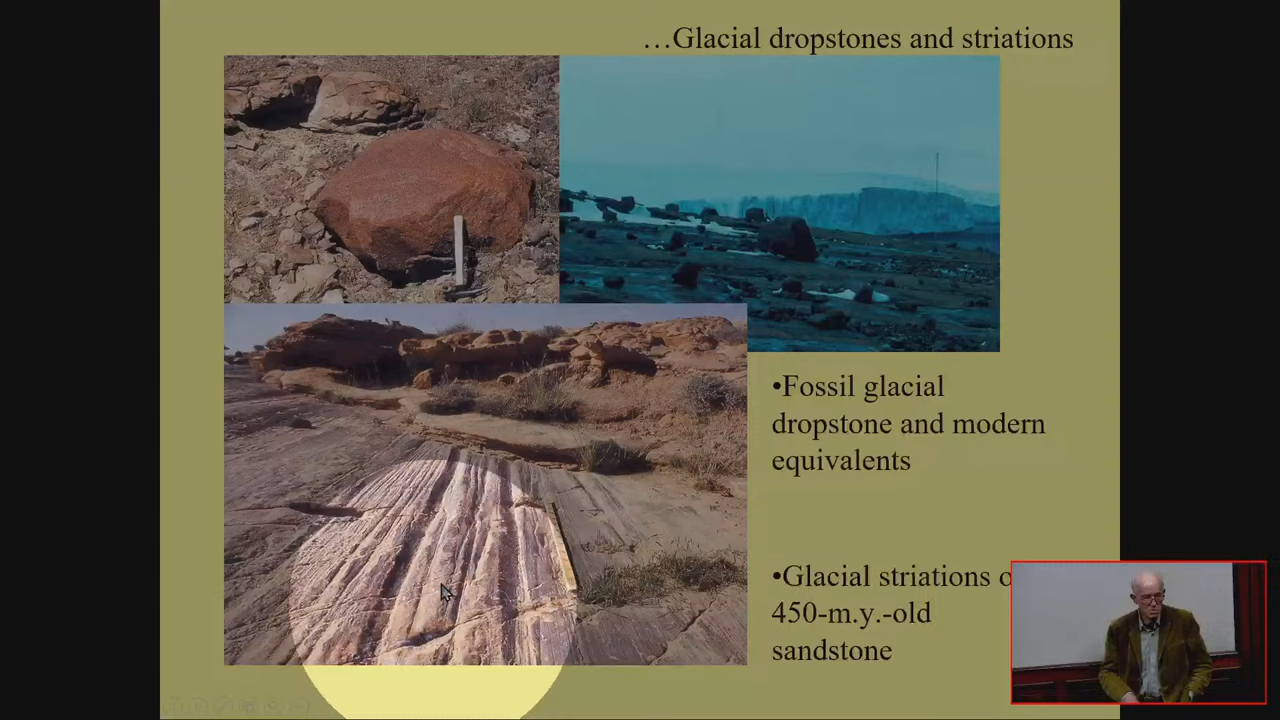 …Glacial dropstones and striations
•Fossil glacial
dropstone and modern
equivalents
•Glacial striations
450-m.y.-old
sandstone